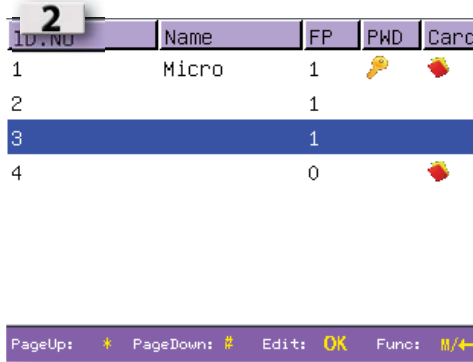 2
ID.NO Name FP PWD Card
1 Micro 1
2 1
3 1
4 0
PageUp: * PageDown: # Edit: OK Func: M/←